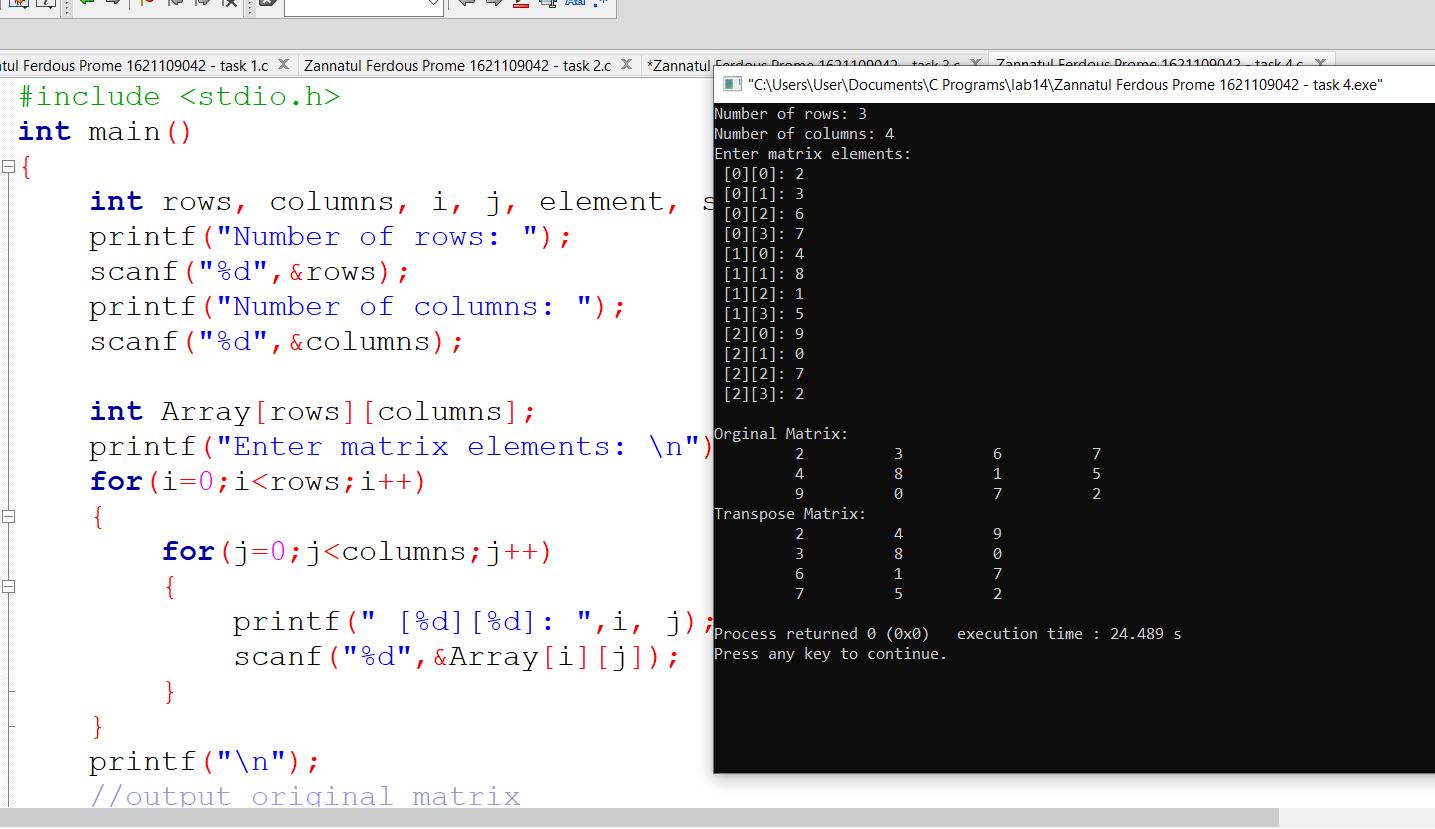 tul Ferdous Prome 1621109042 - task 1.c
Zannatul Ferdous Prome 1621109042 - task 2.c
*Zannatul Ferdous Prome 1621109042 - task 3.c
Zannatul Ferdous Prome 1621109042 - task 4.c
#include <stdio.h>
int main()
{
int rows, columns, i, j, element, s
printf("Number of rows: ");
scanf("%d",&rows);
printf("Number of columns: ");
scanf("%d",&columns);
int Array[rows][columns];
printf("Enter matrix elements: \n")
for(i=0;i<rows;i++)
{
for(j=0;j<columns;j++)
{
printf(" [%d][%d]: ",i, j);
scanf("%d",&Array[i][j]);
}
}
printf("\n");
//output original matrix
"C:\Users\User\Documents\C Programs\lab14\Zannatul Ferdous Prome 1621109042 - task 4.exe"
Number of rows: 3
Number of columns: 4
Enter matrix elements:
[0][0]: 2
[0][1]: 3
[0][2]: 6
[0][3]: 7
[1][0]: 4
[1][1]: 8
[1][2]: 1
[1][3]: 5
[2][0]: 9
[2][1]: 0
[2][2]: 7
[2][3]: 2
Orginal Matrix:
2 3 6 7
4 8 1 5
9 0 7 2
Transpose Matrix:
2 4 9
3 8 0
6 1 7
7 5 2
Process returned 0 (0x0) execution time : 24.489 s
Press any key to continue.